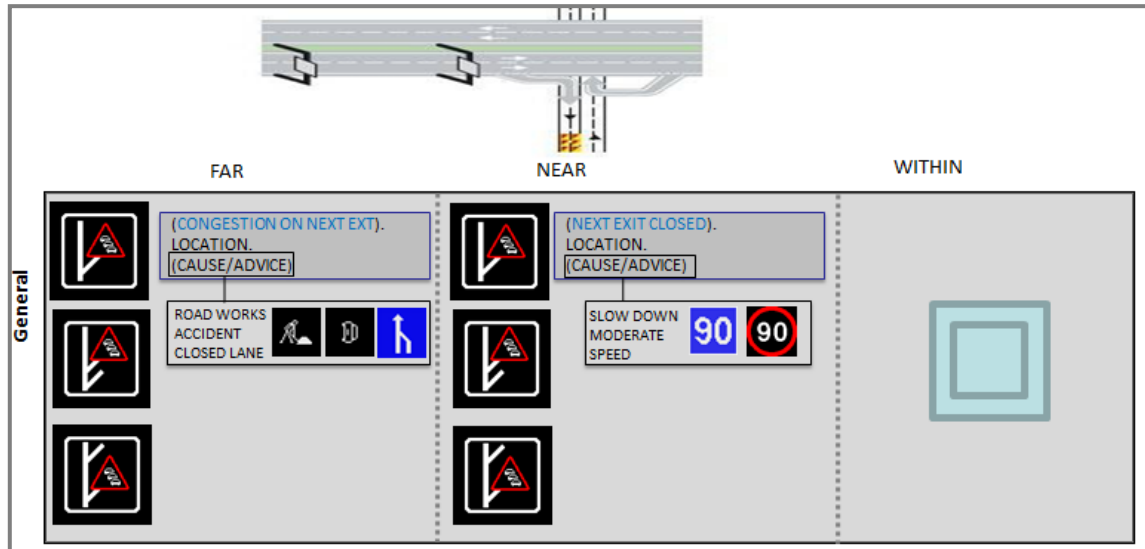 FAR
NEAR
WITHIN
General
(CONGESTION ON NEXT EXT).
LOCATION.
(CAUSE/ADVICE)
ROAD WORKS
ACCIDENT
CLOSED LANE
(NEXT EXIT CLOSED).
LOCATION.
(CAUSE/ADVICE)
SLOW DOWN
MODERATE
SPEED
90
90